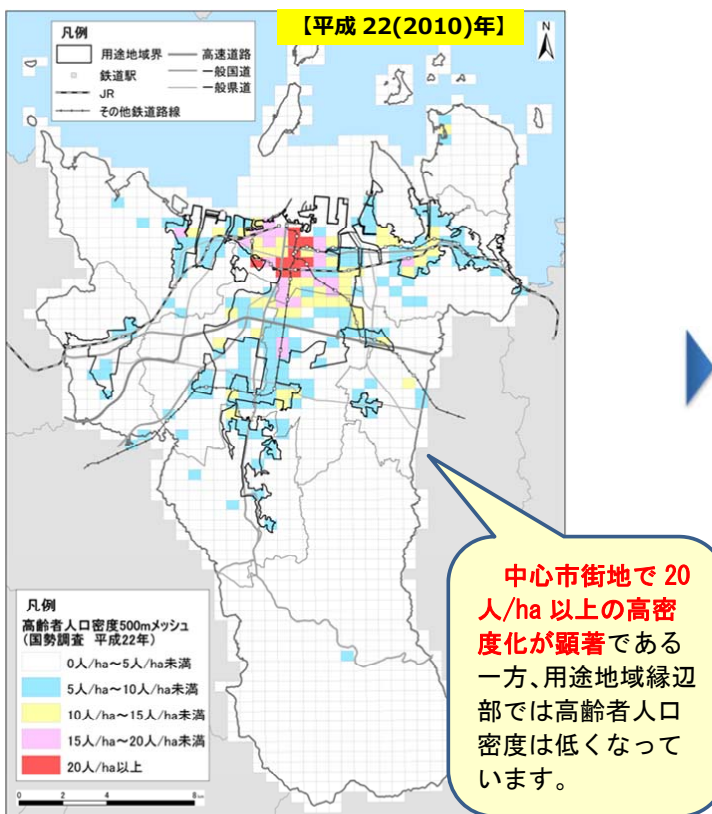 【平成 22(2010)年】
凡例
用途地域界
鉄道駅
JR
その他鉄道路線
高速道路
一般国道
一般県道
N
中心市街地で 20
人/ha 以上の高密
度化が顕著である
一方、用途地域縁辺
部では高齢者人口
密度は低くなって
います。
凡例
高齢者人口密度500mメッシュ
(国勢調査 平成22年)
0人/ha～5人/ha未満
5人/ha～10人/ha未満
10人/ha～15人/ha未満
15人/ha～20人/ha未満
20人/ha以上
0 2 4 8 km